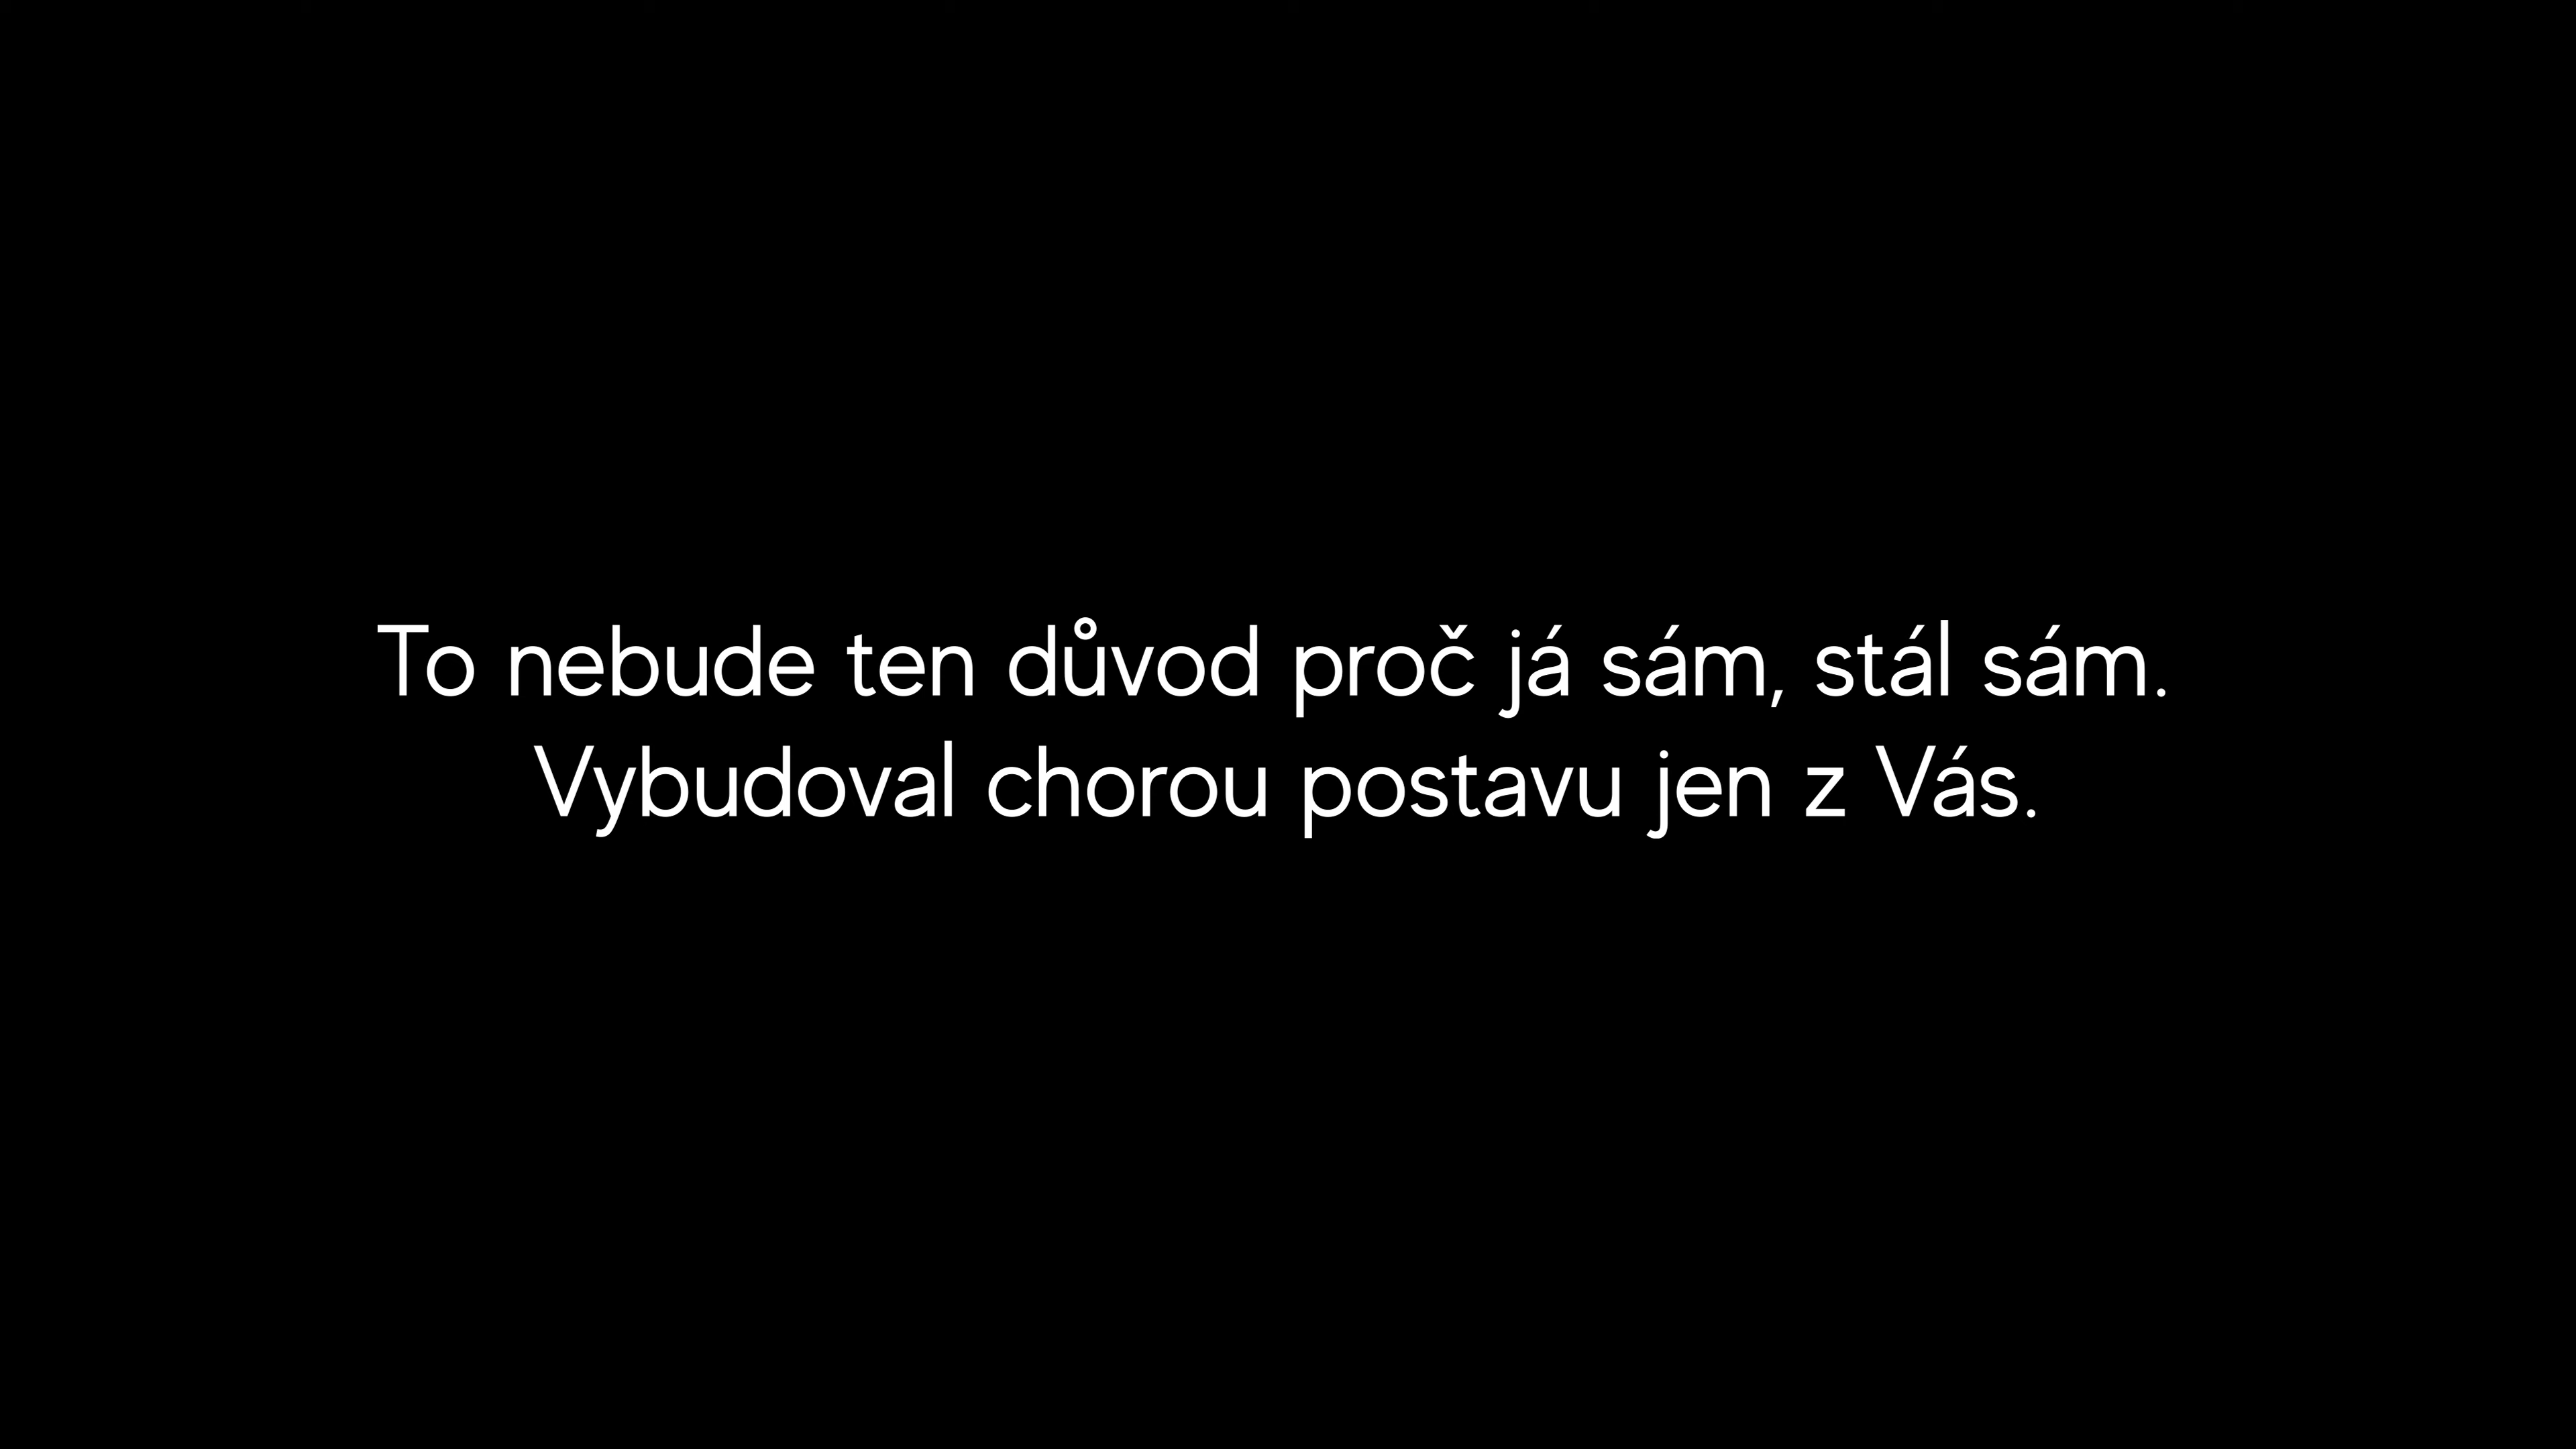 To nebude ten důvod proč já sám, stál sám.
Vybudoval chorou postavu jen z Vás.